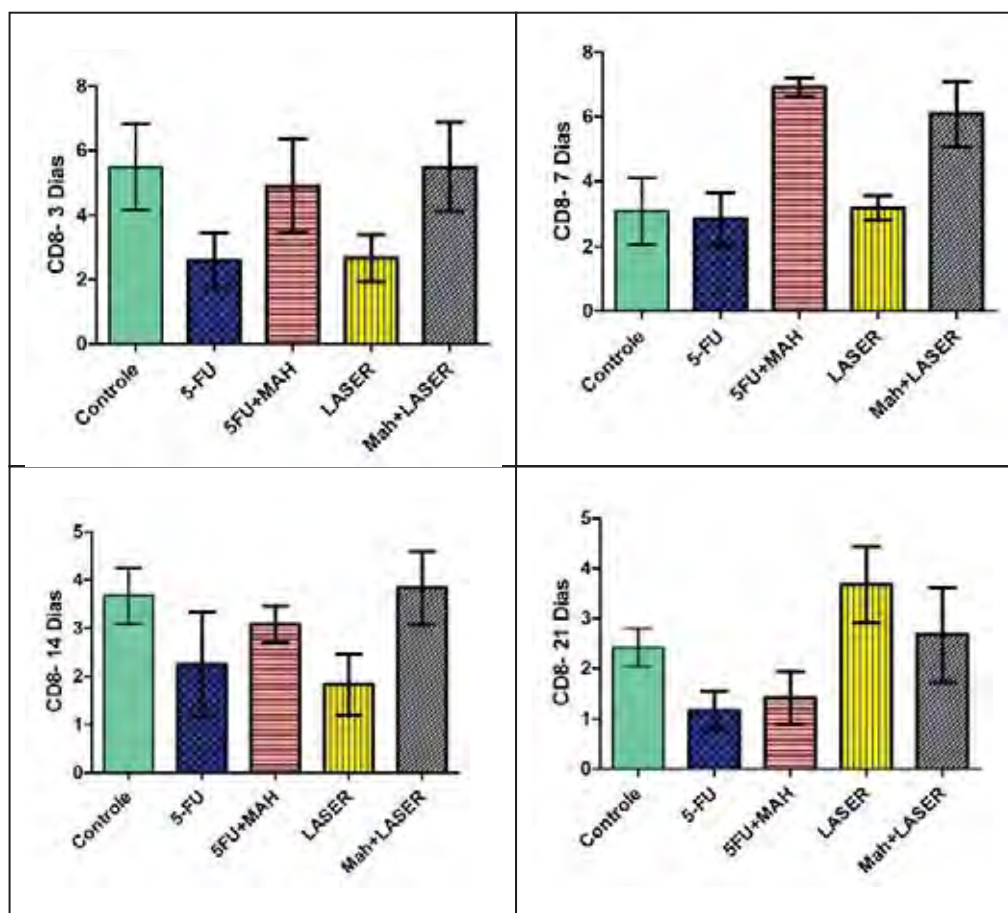 CD8- 3 Dias
8
6
4
2
0
Controle
5-FU
5FU+MAH
LASER
Mah+LASER
CD8- 7 Dias
8
6
4
2
0
Controle
5-FU
5FU+MAH
LASER
Mah+LASER
CD8- 14 Dias
5
4
3
2
1
0
Controle
5-FU
5FU+MAH
LASER
Mah+LASER
CD8- 21 Dias
5
4
3
2
1
0
Controle
5-FU
5FU+MAH
LASER
Mah+LASER